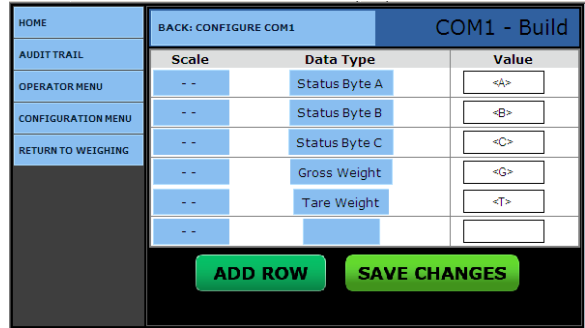 HOME
BACK: CONFIGURE COM1
COM1 - Build
AUDIT TRAIL
OPERATOR MENU
CONFIGURATION MENU
RETURN TO WEIGHING
Scale Data Type Value
- - Status Byte A <A>
- - Status Byte B <B>
- - Status Byte C <C>
- - Gross Weight <G>
- - Tare Weight <T>
- -
ADD ROW
SAVE CHANGES